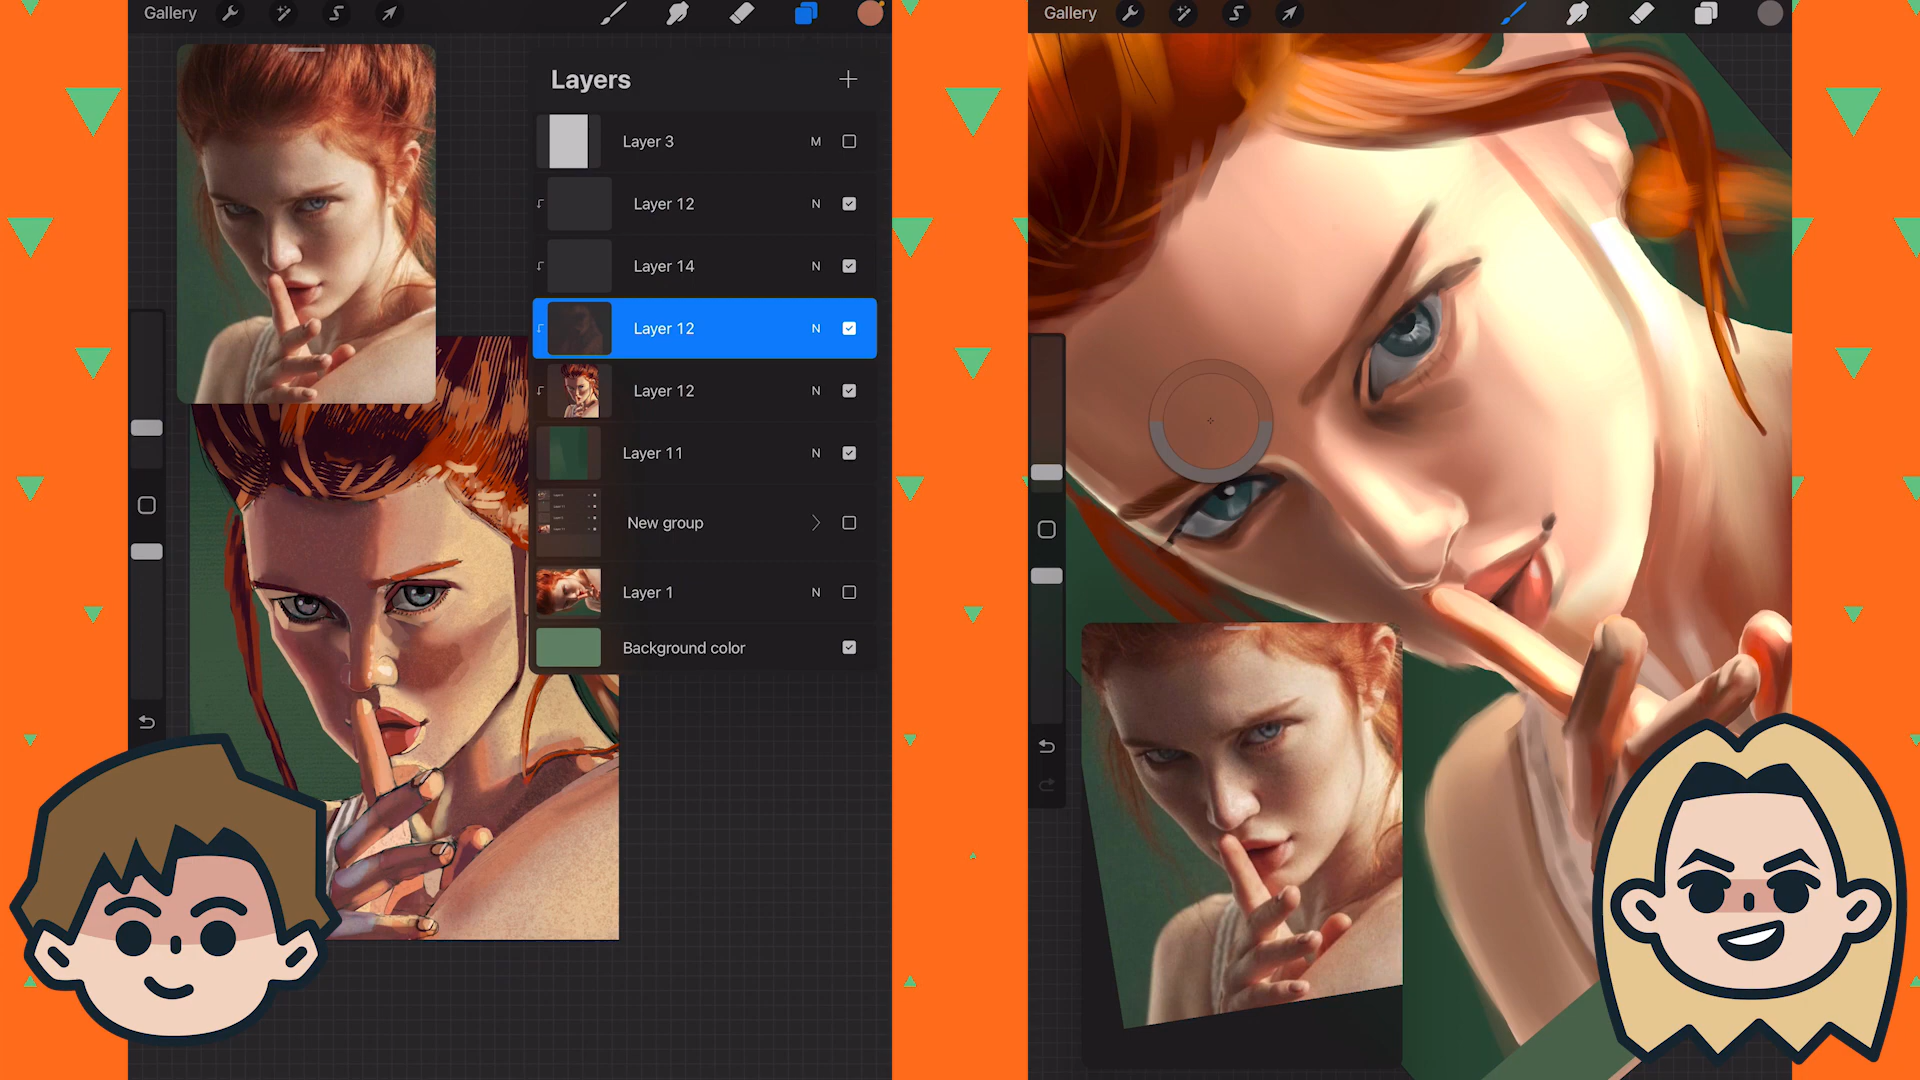 Gallery
Layers
Layer 3 M
Layer 12 N
Layer 14 N
Layer 12 N
Layer 12 N
Layer 11 N
New group
Layer 1 N
Background color
Gallery